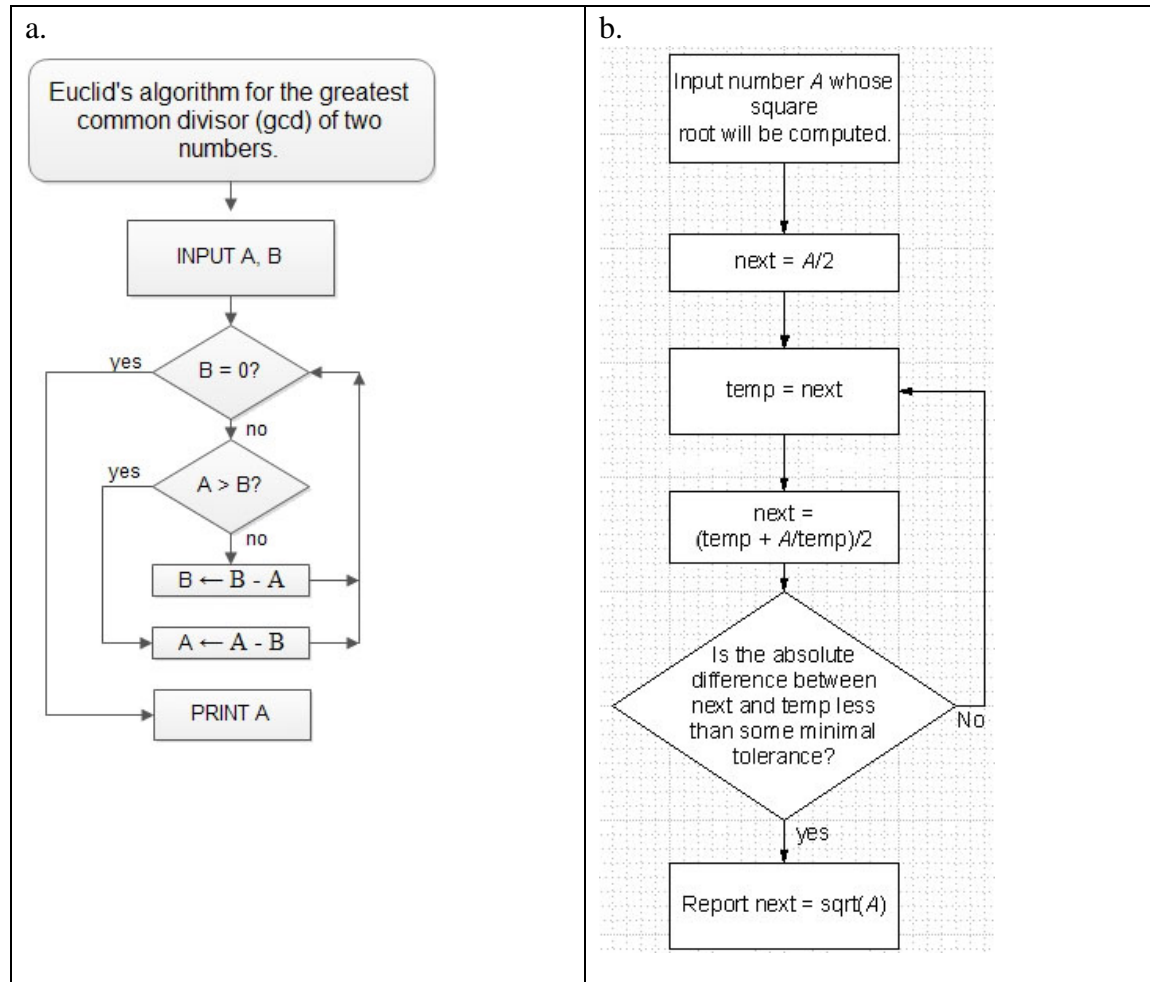 a.
Euclid's algorithm for the greatest
common divisor (gcd) of two
numbers.
INPUT A, B
yes
B = 0?
no
yes
A > B?
no
B ← B - A
A ← A - B
PRINT A
b.
Input number A whose
square
root will be computed.
next = A/2
temp = next
next =
(temp + A/temp)/2
Is the absolute
difference between
next and temp less
than some minimal
tolerance?
No
yes
Report next = sqrt(A)